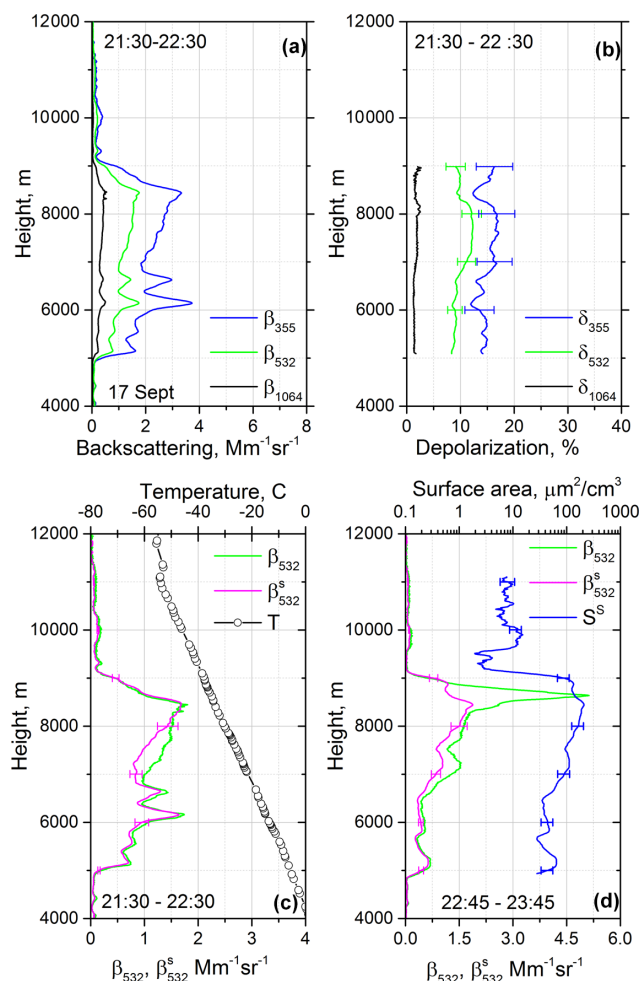 21:30-22:30
(a)
12000
10000
8000
6000
4000
Height, m
β355
β532
β1064
17 Sept
0 2 4 6 8
Backscattering, Mm⁻¹sr⁻¹
21:30 - 22 :30
(b)
12000
10000
8000
6000
4000
Height, m
δ355
δ532
δ1064
0 10 20 30 40
Depolarization, %
Temperature, C
-80 -40 0
12000
10000
8000
6000
4000
Height, m
β532
βˢ532
T
21:30 - 22:30
(c)
0 1 2 3 4
β532, βˢ532 Mm⁻¹sr⁻¹
Surface area, μm²/cm³
0.1 1 10 100 1000
12000
10000
8000
6000
4000
Height, m
β532
βˢ532
Sˢ
22:45 - 23:45
(d)
0.0 1.5 3.0 4.5 6.0
β532, βˢ532 Mm⁻¹sr⁻¹